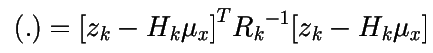 (.) = [z_k − H_k μ_x]^T R_k^{−1} [z_k − H_k μ_x]